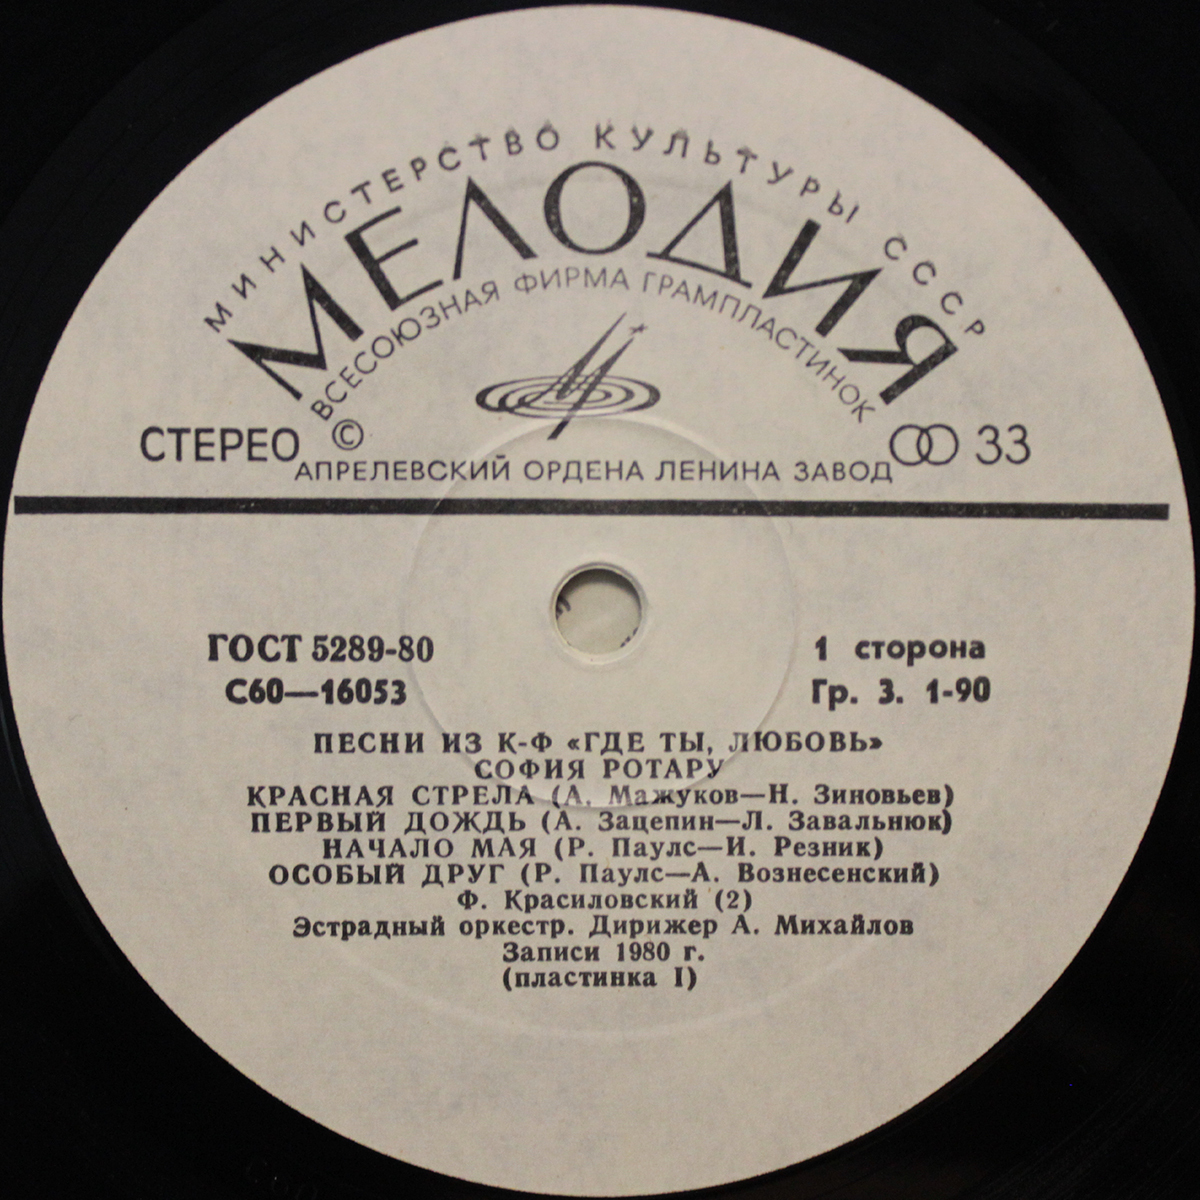 МИНИСТЕРСТВО КУЛЬТУРЫ СССР
МЕЛОДИЯ
ВСЕСОЮЗНАЯ ФИРМА ГРАМПЛАСТИНОК
СТЕРЕО © 33
АПРЕЛЕВСКИЙ ОРДЕНА ЛЕНИНА ЗАВОД
ГОСТ 5289-80 1 сторона
С60—16053 Гр. 3. 1-90
ПЕСНИ ИЗ К-Ф «ГДЕ ТЫ, ЛЮБОВЬ»
СОФИЯ РОТАРУ
КРАСНАЯ СТРЕЛА (А. Мажуков—Н. Зиновьев)
ПЕРВЫЙ ДОЖДЬ (А. Зацепин—Л. Завальнюк)
НАЧАЛО МАЯ (Р. Паулс—И. Резник)
ОСОБЫЙ ДРУГ (Р. Паулс—А. Вознесенский)
Ф. Красиловский (2)
Эстрадный оркестр. Дирижер А. Михайлов
Записи 1980 г.
(пластинка I)